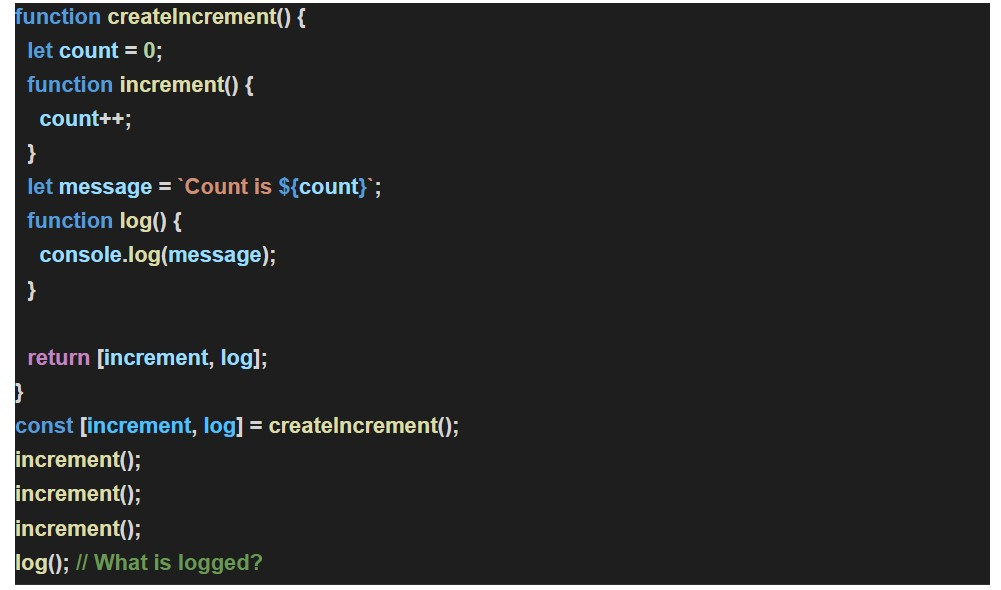 function createIncrement() {
  let count = 0;
  function increment() {
    count++;
  }
  let message = `Count is ${count}`;
  function log() {
    console.log(message);
  }

  return [increment, log];
}
const [increment, log] = createIncrement();
increment();
increment();
increment();
log(); // What is logged?